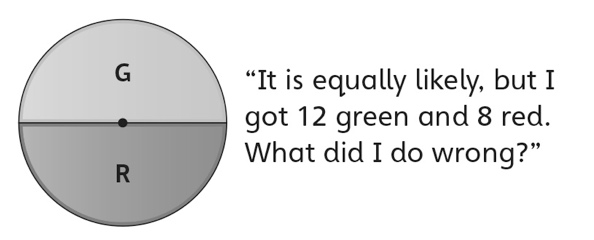 G
R
“It is equally likely, but I
got 12 green and 8 red.
What did I do wrong?”